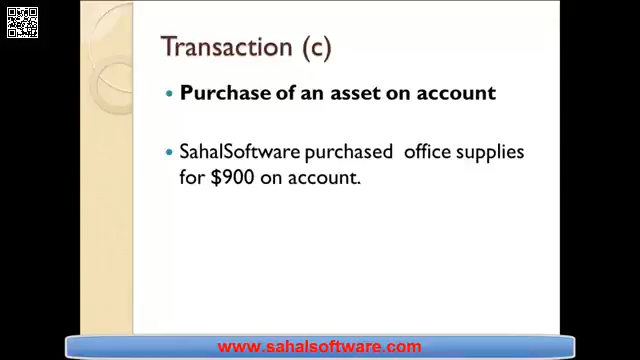 Transaction (c)
• Purchase of an asset on account
• SahalSoftware purchased office supplies
for $900 on account.
www.sahalsoftware.com